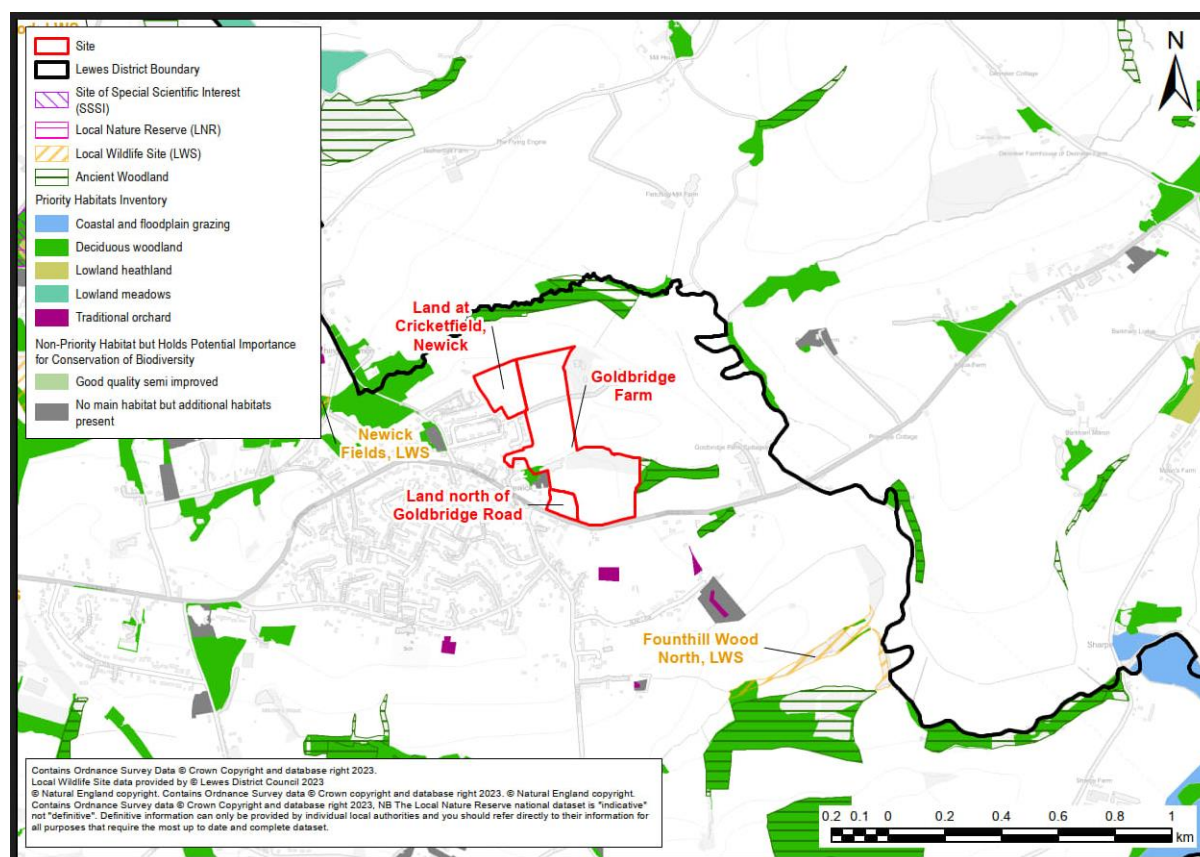 Site
Lewes District Boundary
Site of Special Scientific Interest
(SSSI)
Local Nature Reserve (LNR)
Local Wildlife Site (LWS)
Ancient Woodland
Priority Habitats Inventory
Coastal and floodplain grazing
Deciduous woodland
Lowland heathland
Lowland meadows
Traditional orchard
Non-Priority Habitat but Holds Potential Importance
for Conservation of Biodiversity
Good quality semi improved
No main habitat but additional habitats
present
N
The Flying Engine
Fletching Mill Farm
Land at
Cricketfield,
Newick
Goldbridge
Farm
Newick
Fields, LWS
Land north of
Goldbridge Road
Founthill Wood
North, LWS
Sch
Contains Ordnance Survey Data © Crown Copyright and database right 2023.
Local Wildlife Site data provided by © Lewes District Council 2023
© Natural England copyright. Contains Ordnance Survey data © Crown copyright and database right 2023. © Natural England copyright.
Contains Ordnance Survey data © Crown Copyright and database right 2023, NB The Local Nature Reserve national dataset is "indicative"
not "definitive". Definitive information can only be provided by individual local authorities and you should refer directly to their information for
all purposes that require the most up to date and complete dataset.
0.2 0.1 0 0.2 0.4 0.6 0.8 1
km